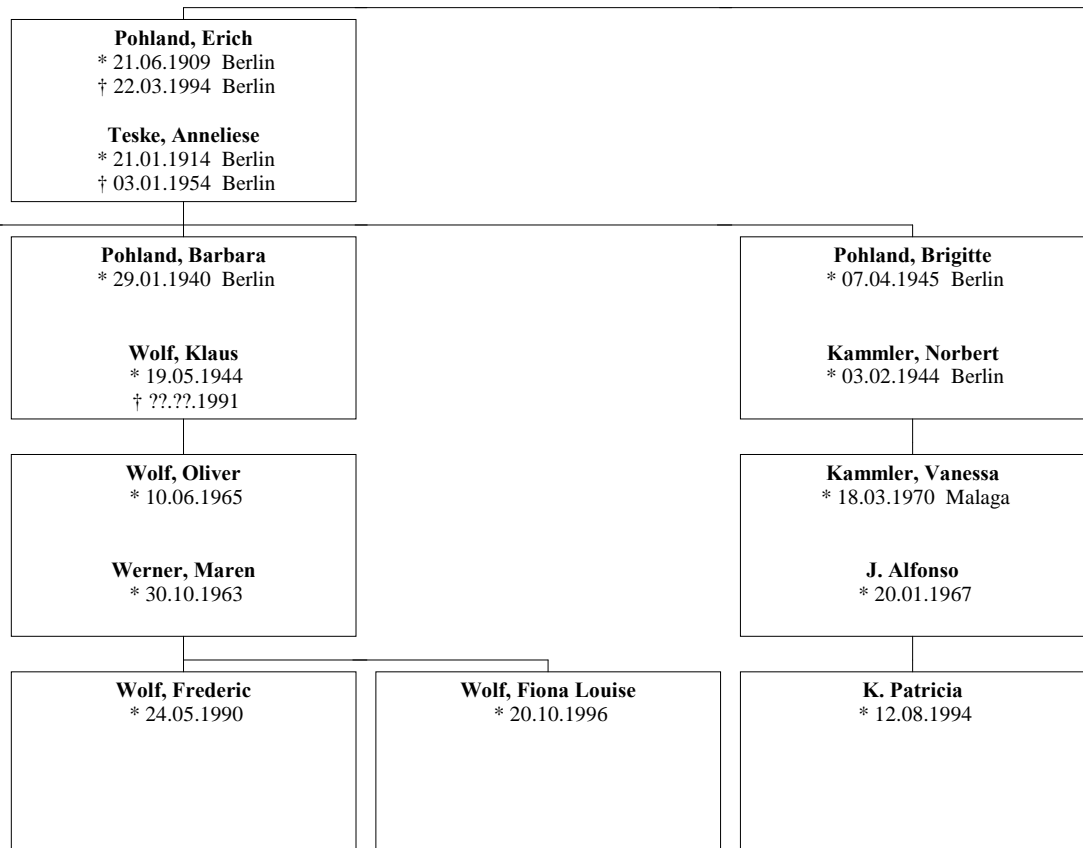 Pohland, Erich
* 21.06.1909 Berlin
† 22.03.1994 Berlin
Teske, Anneliese
* 21.01.1914 Berlin
† 03.01.1954 Berlin
Pohland, Barbara
* 29.01.1940 Berlin
Wolf, Klaus
* 19.05.1944
† ??.??.1991
Pohland, Brigitte
* 07.04.1945 Berlin
Kammler, Norbert
* 03.02.1944 Berlin
Wolf, Oliver
* 10.06.1965
Werner, Maren
* 30.10.1963
Kammler, Vanessa
* 18.03.1970 Malaga
J. Alfonso
* 20.01.1967
Wolf, Frederic
* 24.05.1990
Wolf, Fiona Louise
* 20.10.1996
K. Patricia
* 12.08.1994